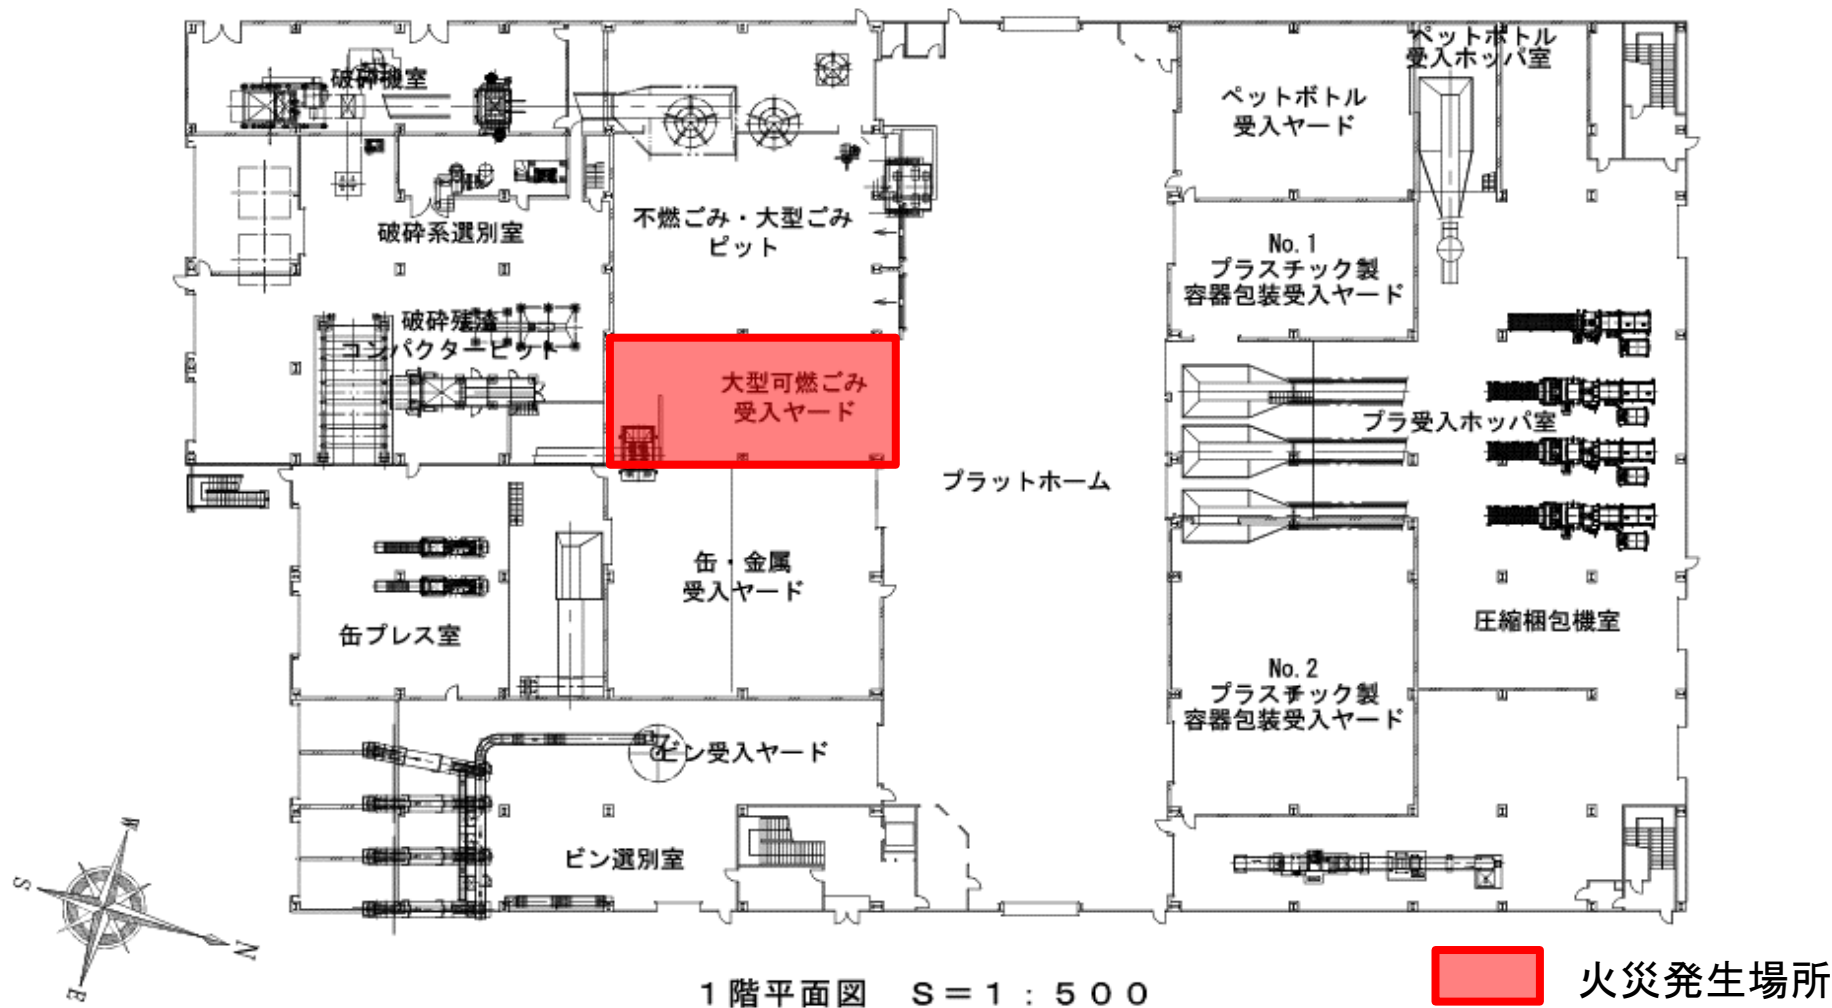 破砕機室
ペットボトル
受入ホッパ室
ペットボトル
受入ヤード
破砕系選別室
不燃ごみ・大型ごみ
ピット
No.1
プラスチック製
容器包装受入ヤード
破砕残渣
コンパクターピット
大型可燃ごみ
受入ヤード
プラ受入ホッパ室
プラットホーム
缶・金属
受入ヤード
缶プレス室
圧縮梱包機室
No.2
プラスチック製
容器包装受入ヤード
ビン受入ヤード
ビン選別室
W
S
N
E
1階平面図 S=1:500
火災発生場所